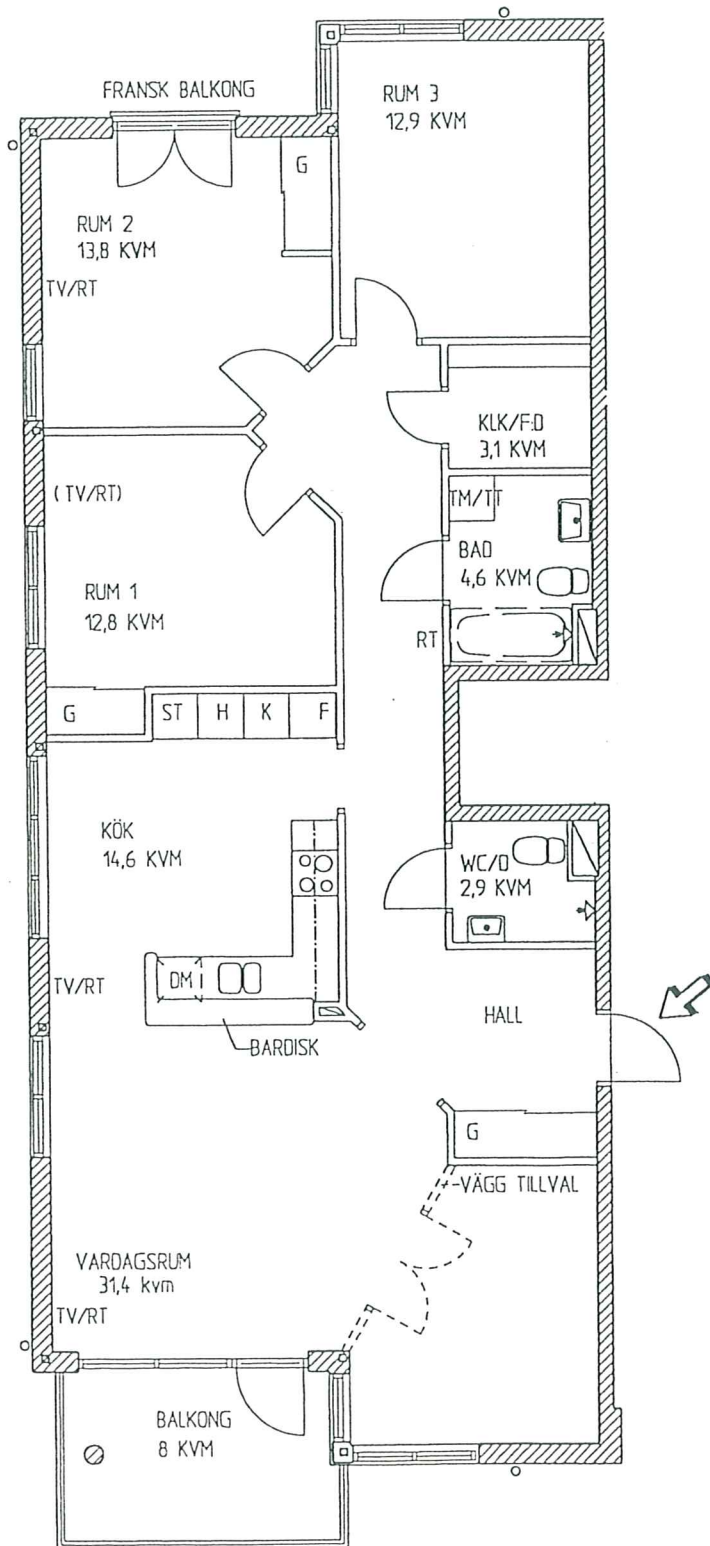 FRANSK BALKONG
RUM 3
12,9 KVM
G
RUM 2
13,8 KVM
TV/RT
KLK/F:D
3,1 KVM
(TV/RT)
TM/TT
BAD
4,6 KVM
RUM 1
12,8 KVM
RT
G
ST
H
K
F
KÖK
14,6 KVM
WC/D
2,9 KVM
TV/RT
DM
HALL
BARDISK
G
VÄGG TILLVAL
VARDAGSRUM
31,4 kvm
TV/RT
BALKONG
8 KVM